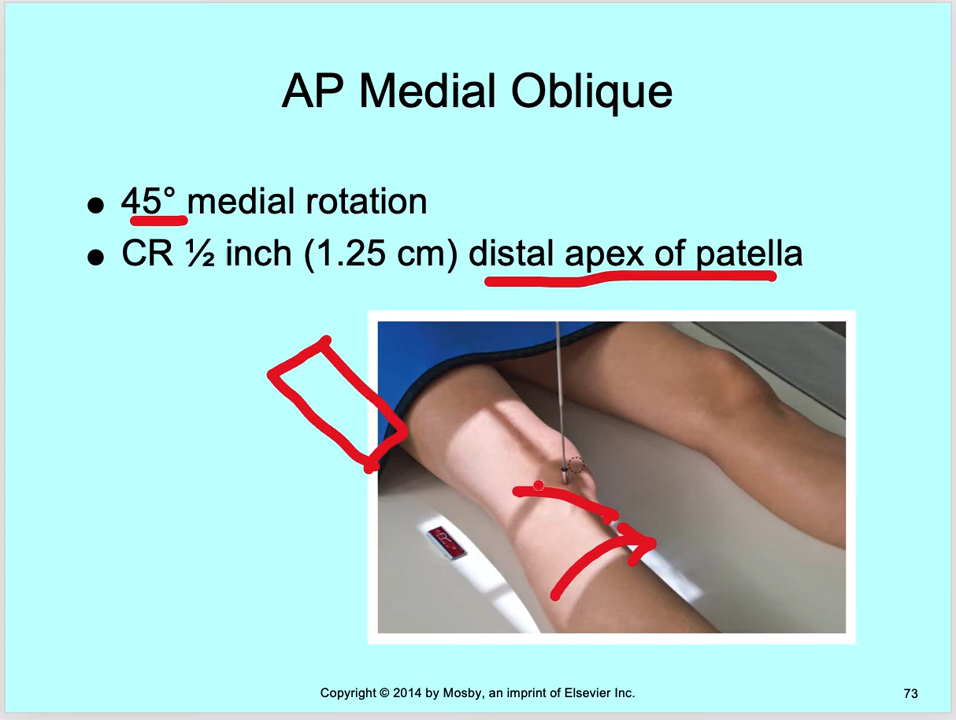 AP Medial Oblique
● 45° medial rotation
● CR ½ inch (1.25 cm) distal apex of patella
Copyright © 2014 by Mosby, an imprint of Elsevier Inc.
73